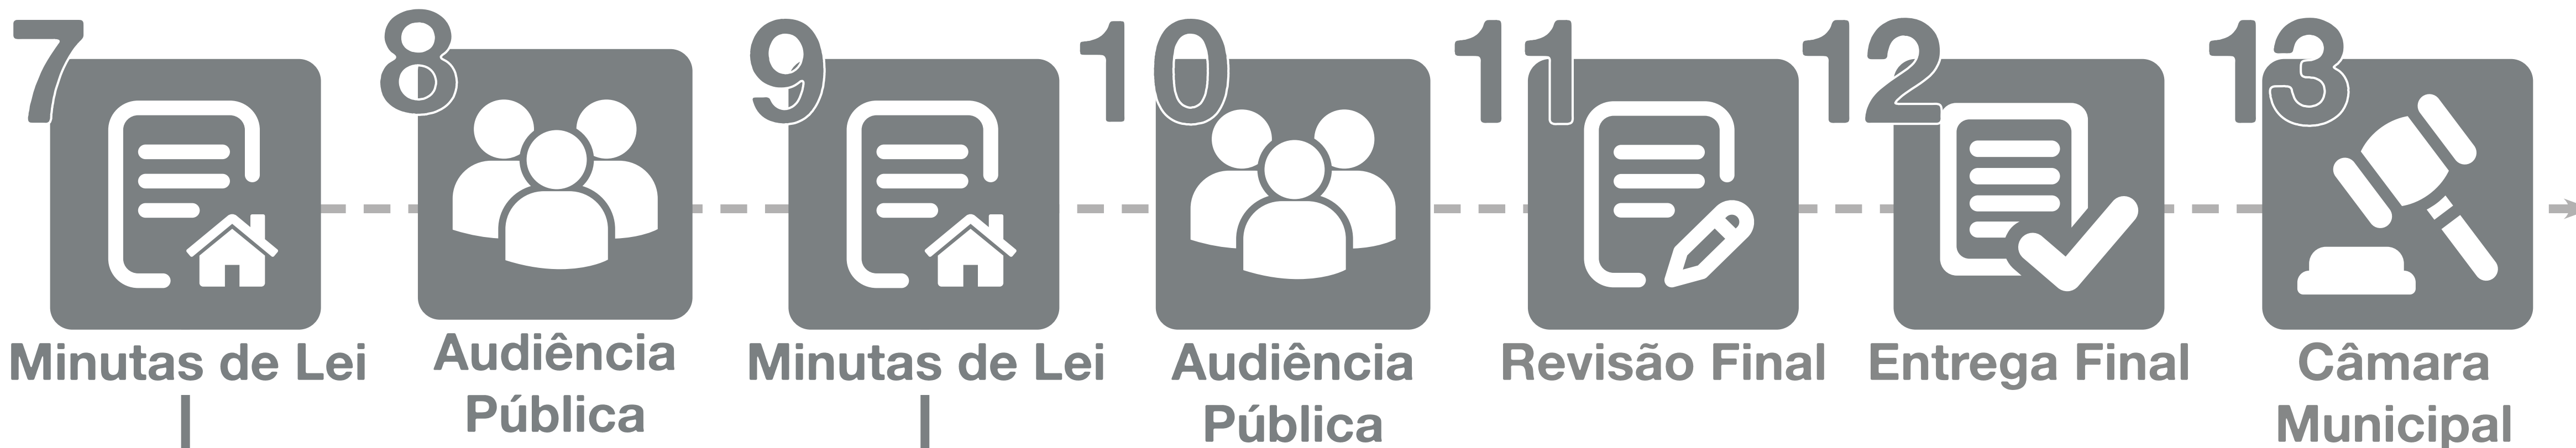 7
Minutas de Lei
8
Audiência
Pública
9
Minutas de Lei
10
Audiência
Pública
11
Revisão Final
12
Entrega Final
13
Câmara
Municipal